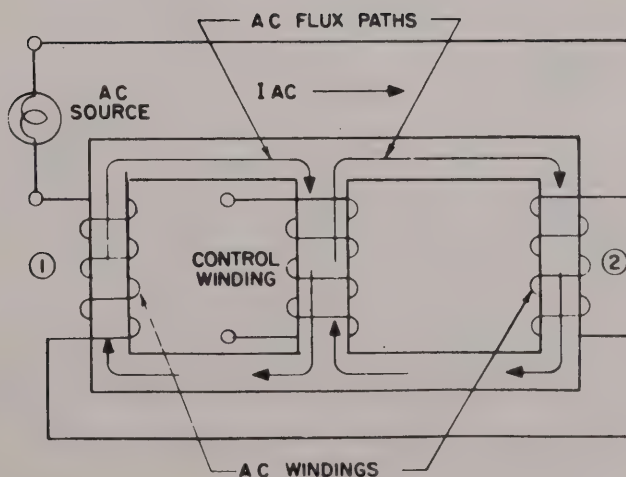 AC FLUX PATHS
I AC
AC
SOURCE
1
CONTROL
WINDING
2
AC WINDINGS